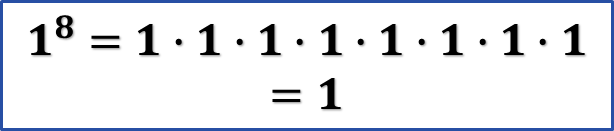 1⁸ = 1 · 1 · 1 · 1 · 1 · 1 · 1 · 1
= 1